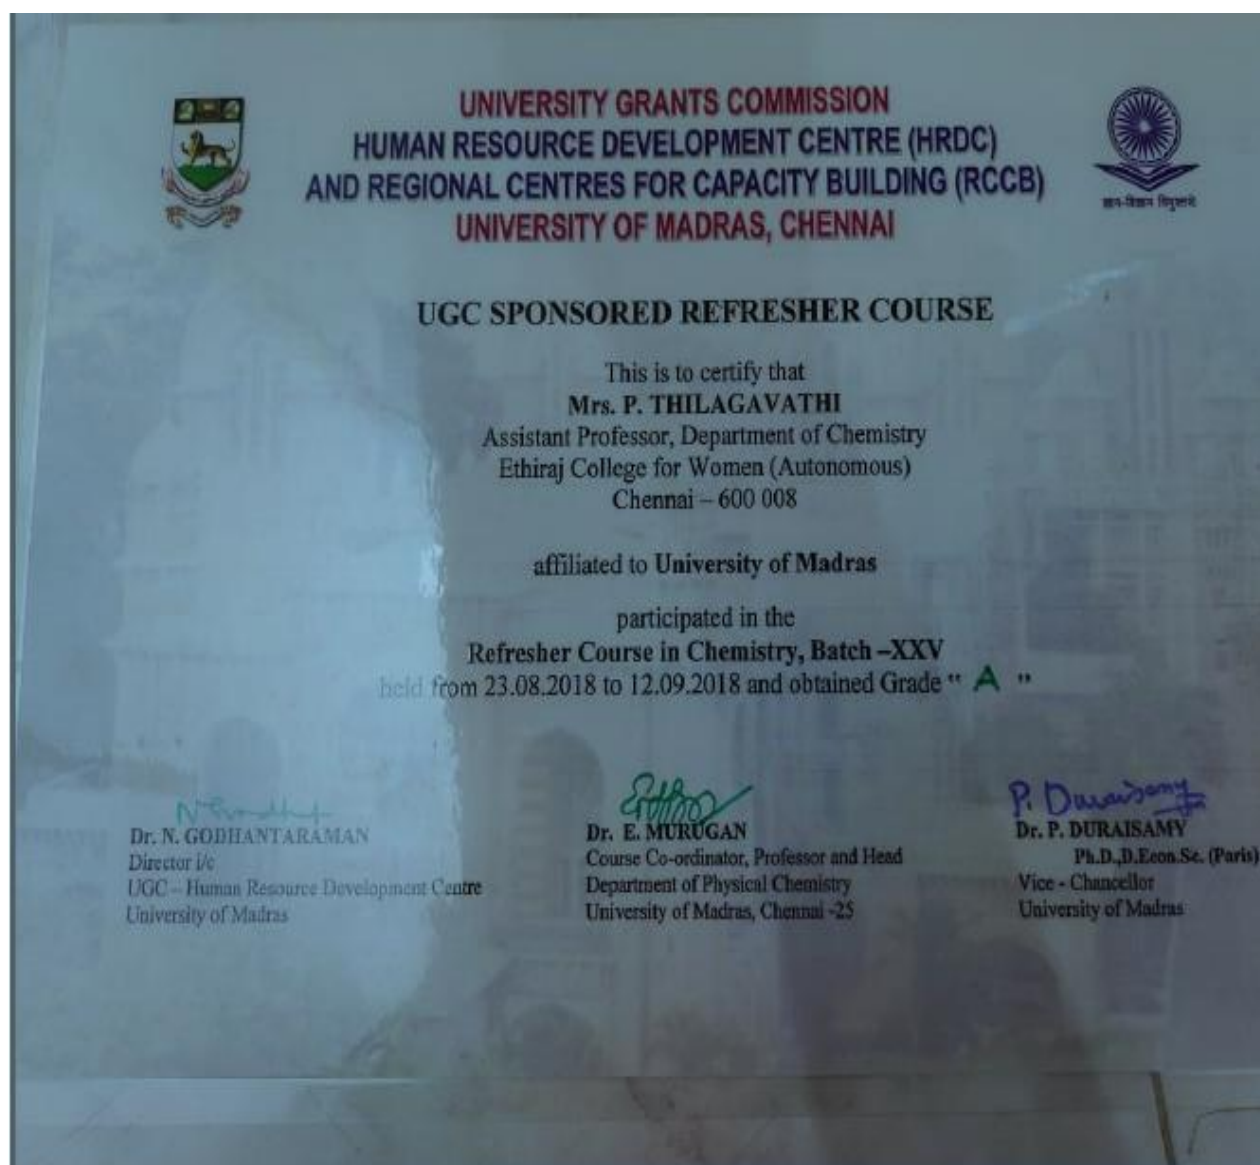 UNIVERSITY GRANTS COMMISSION
HUMAN RESOURCE DEVELOPMENT CENTRE (HRDC)
AND REGIONAL CENTRES FOR CAPACITY BUILDING (RCCB)
UNIVERSITY OF MADRAS, CHENNAI
ज्ञान-विज्ञान विमुक्तये
UGC SPONSORED REFRESHER COURSE
This is to certify that
Mrs. P. THILAGAVATHI
Assistant Professor, Department of Chemistry
Ethiraj College for Women (Autonomous)
Chennai – 600 008
affiliated to University of Madras
participated in the
Refresher Course in Chemistry, Batch –XXV
held from 23.08.2018 to 12.09.2018 and obtained Grade " A "
P. Duraisamy
Dr. N. GODHANTARAMAN
Director i/c
UGC – Human Resource Development Centre
University of Madras
Dr. E. MURUGAN
Course Co-ordinator, Professor and Head
Department of Physical Chemistry
University of Madras, Chennai -25
Dr. P. DURAISAMY
Ph.D.,D.Econ.Sc. (Paris)
Vice - Chancellor
University of Madras